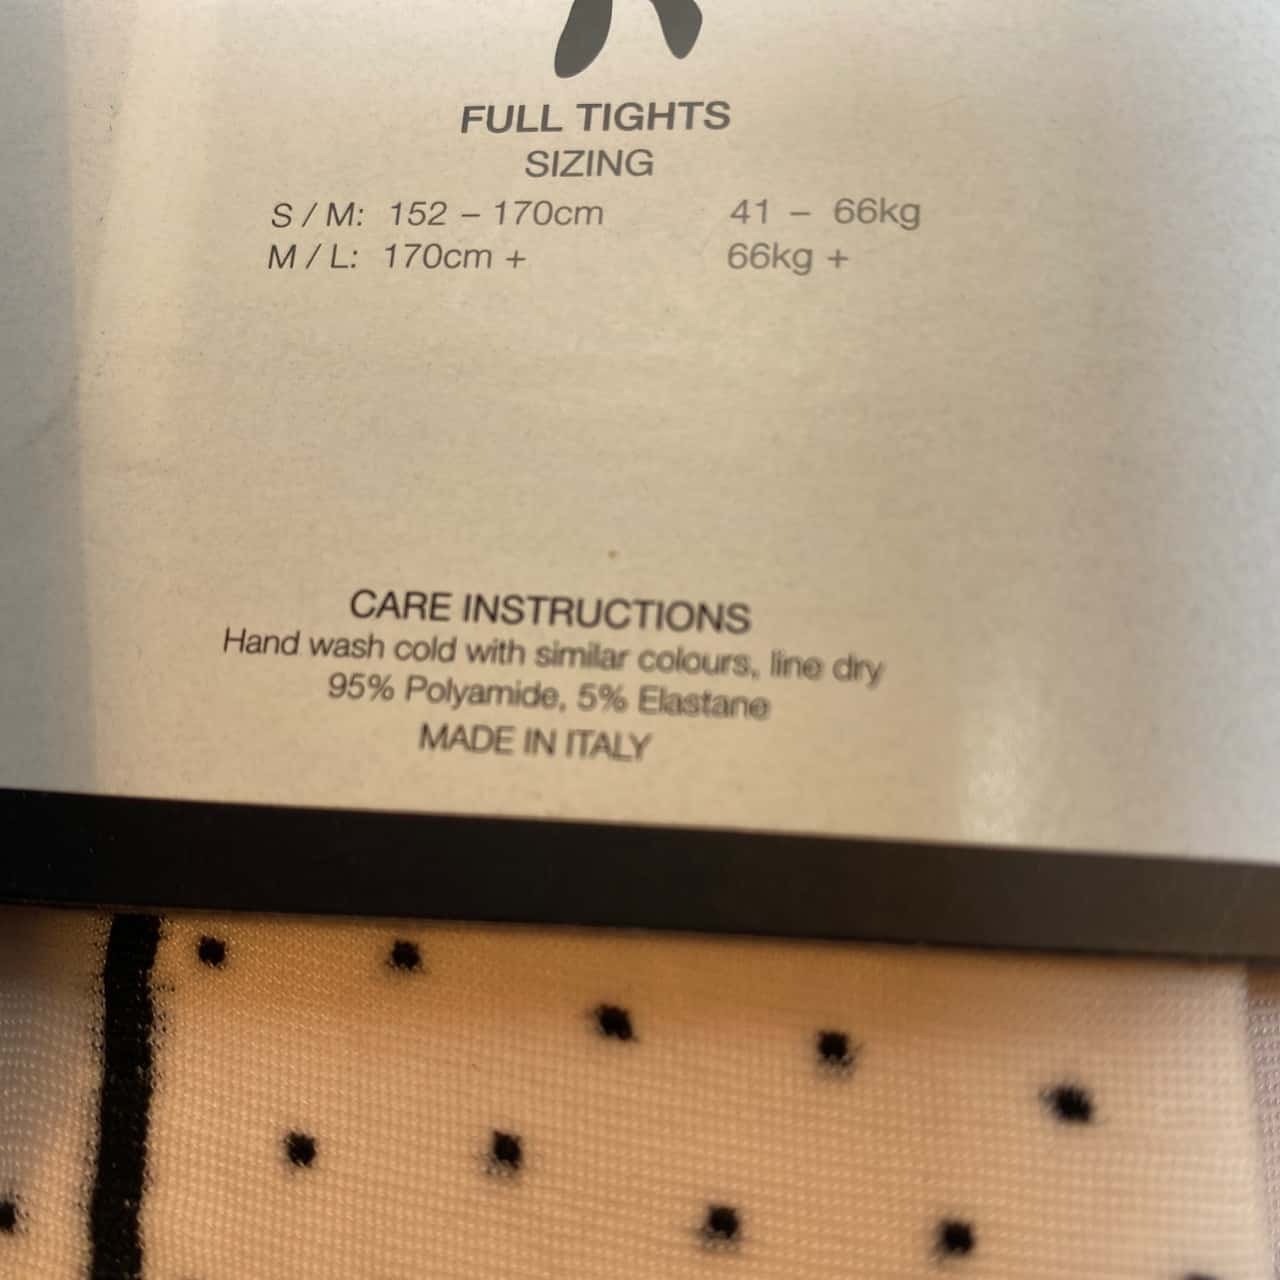 FULL TIGHTS
SIZING
S / M: 152 – 170cm 41 – 66kg
M / L: 170cm + 66kg +
CARE INSTRUCTIONS
Hand wash cold with similar colours, line dry
95% Polyamide, 5% Elastane
MADE IN ITALY